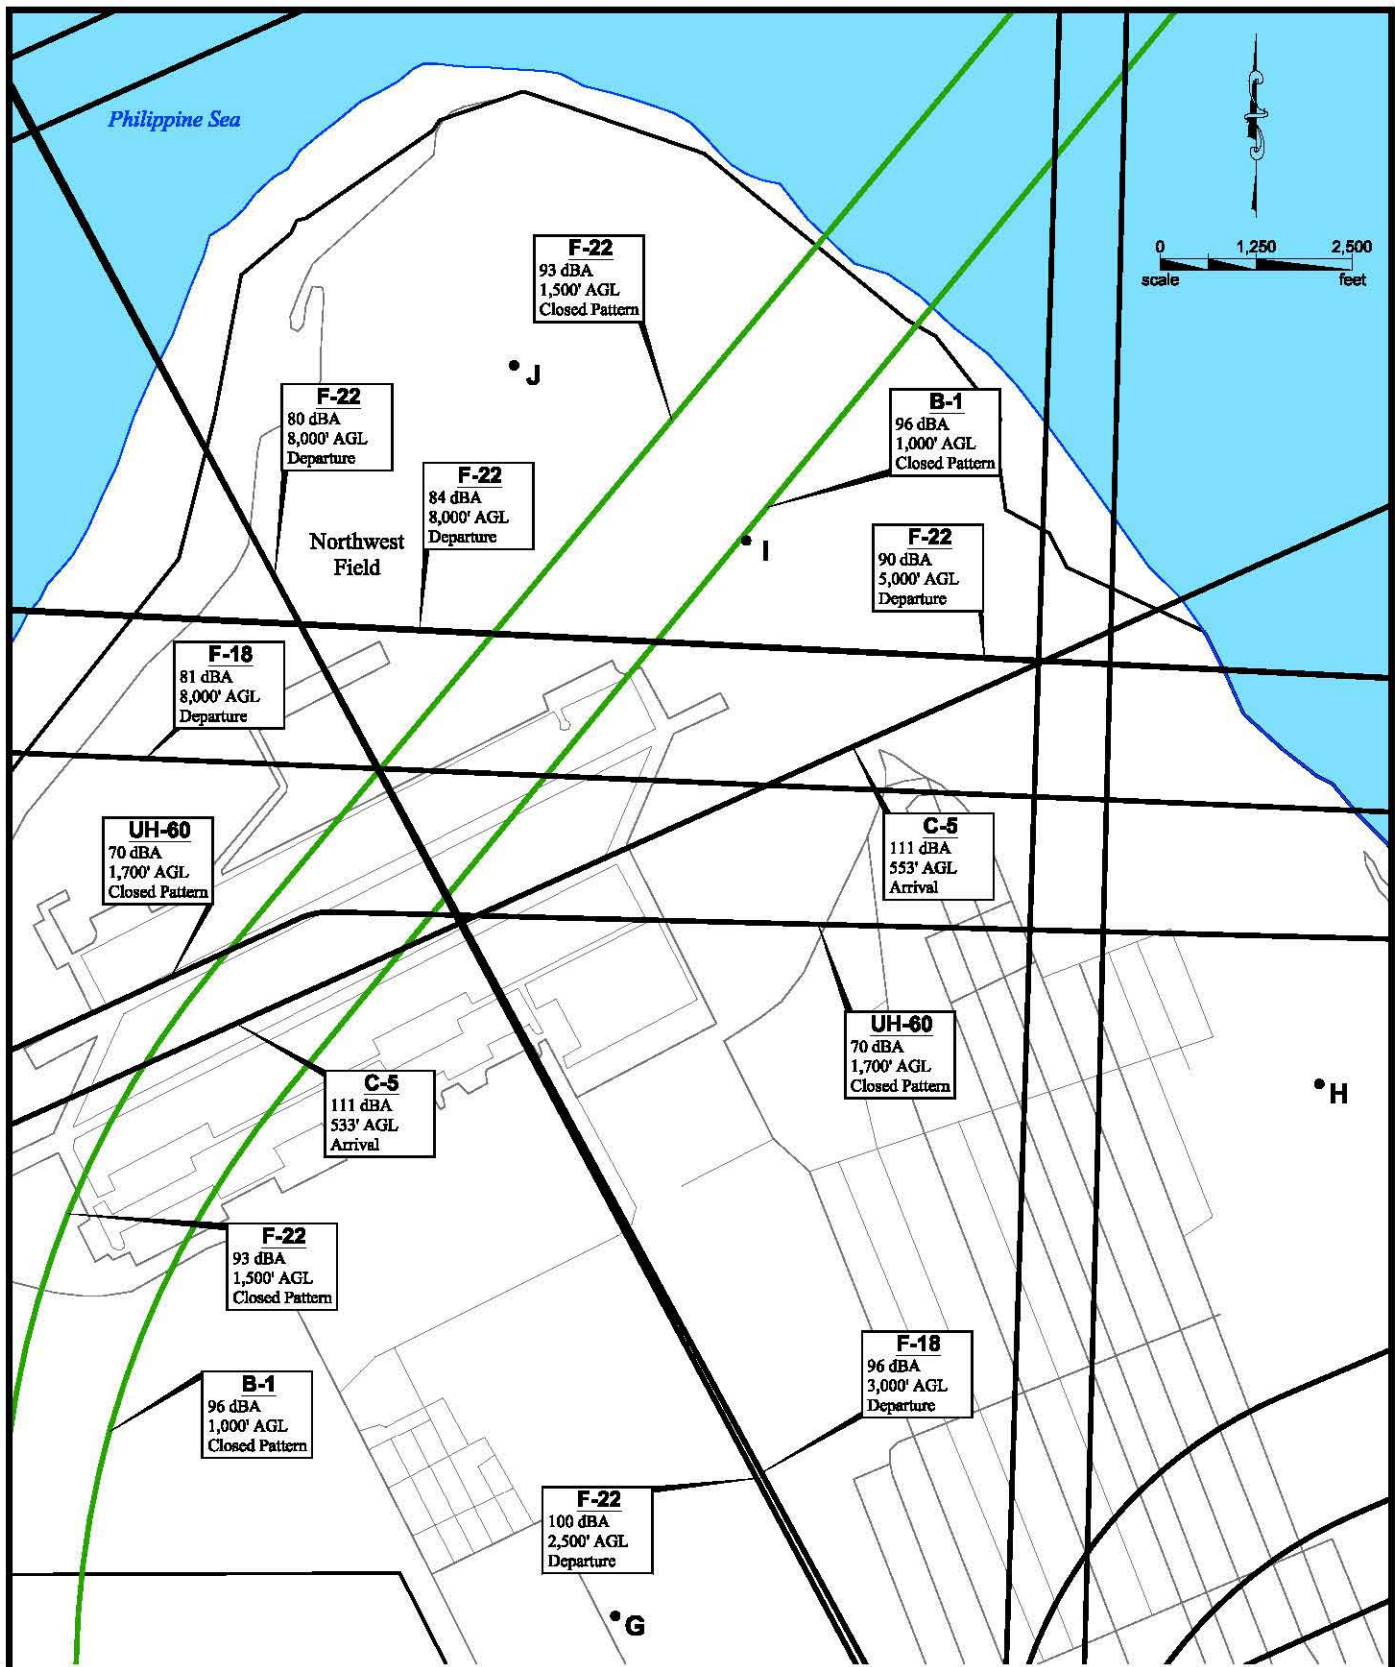 Philippine Sea
0 1,250 2,500
scale feet
F-22
93 dBA
1,500' AGL
Closed Pattern
J
F-22
80 dBA
8,000' AGL
Departure
B-1
96 dBA
1,000' AGL
Closed Pattern
F-22
84 dBA
8,000' AGL
Departure
Northwest
Field
I
F-22
90 dBA
5,000' AGL
Departure
F-18
81 dBA
8,000' AGL
Departure
UH-60
70 dBA
1,700' AGL
Closed Pattern
C-5
111 dBA
553' AGL
Arrival
UH-60
70 dBA
1,700' AGL
Closed Pattern
H
C-5
111 dBA
533' AGL
Arrival
F-22
93 dBA
1,500' AGL
Closed Pattern
F-18
96 dBA
3,000' AGL
Departure
B-1
96 dBA
1,000' AGL
Closed Pattern
F-22
100 dBA
2,500' AGL
Departure
G